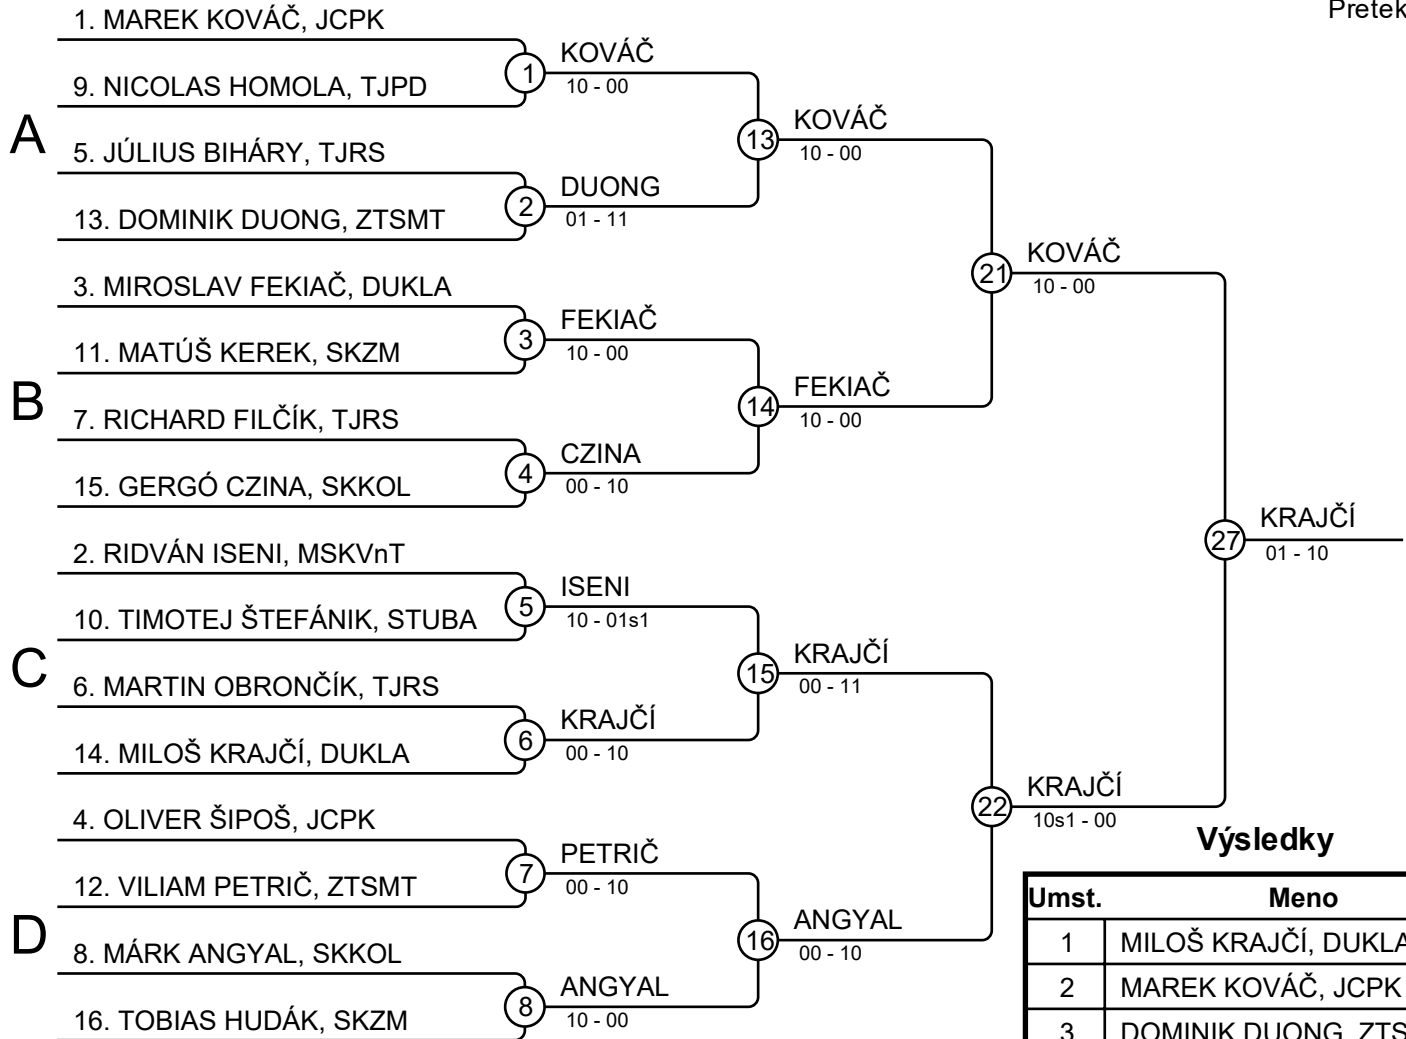 Pretek
1. MAREK KOVÁČ, JCPK
9. NICOLAS HOMOLA, TJPD
5. JÚLIUS BIHÁRY, TJRS
13. DOMINIK DUONG, ZTSMT
3. MIROSLAV FEKIAČ, DUKLA
11. MATÚŠ KEREK, SKZM
7. RICHARD FILČÍK, TJRS
15. GERGÓ CZINA, SKKOL
2. RIDVÁN ISENI, MSKVnT
10. TIMOTEJ ŠTEFÁNIK, STUBA
6. MARTIN OBRONČÍK, TJRS
14. MILOŠ KRAJČÍ, DUKLA
4. OLIVER ŠIPOŠ, JCPK
12. VILIAM PETRIČ, ZTSMT
8. MÁRK ANGYAL, SKKOL
16. TOBIAS HUDÁK, SKZM
A
B
C
D
1
KOVÁČ
10 - 00
2
DUONG
01 - 11
3
FEKIAČ
10 - 00
4
CZINA
00 - 10
5
ISENI
10 - 01s1
6
KRAJČÍ
00 - 10
7
PETRIČ
00 - 10
8
ANGYAL
10 - 00
13
KOVÁČ
10 - 00
14
FEKIAČ
10 - 00
15
KRAJČÍ
00 - 11
16
ANGYAL
00 - 10
21
KOVÁČ
10 - 00
22
KRAJČÍ
10s1 - 00
27
KRAJČÍ
01 - 10
Výsledky
Umst. Meno
1 MILOŠ KRAJČÍ, DUKLA
2 MAREK KOVÁČ, JCPK
3 DOMINIK DUONG, ZTS